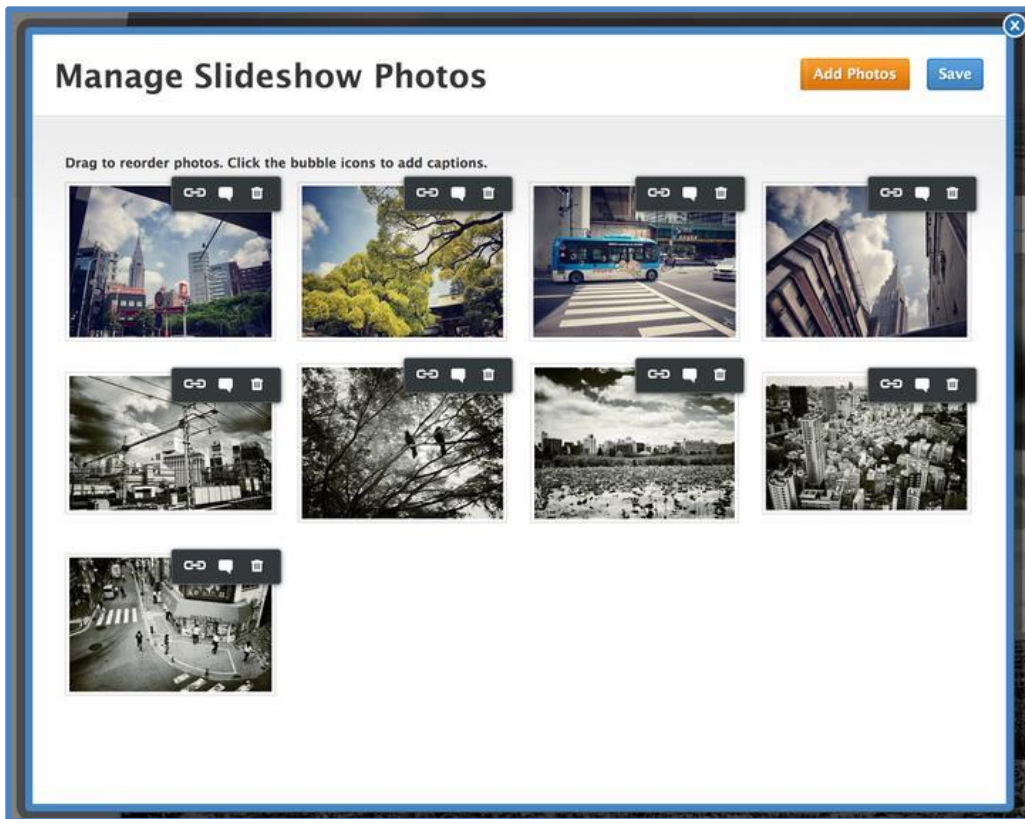 Manage Slideshow Photos
Add Photos
Save
Drag to reorder photos. Click the bubble icons to add captions.